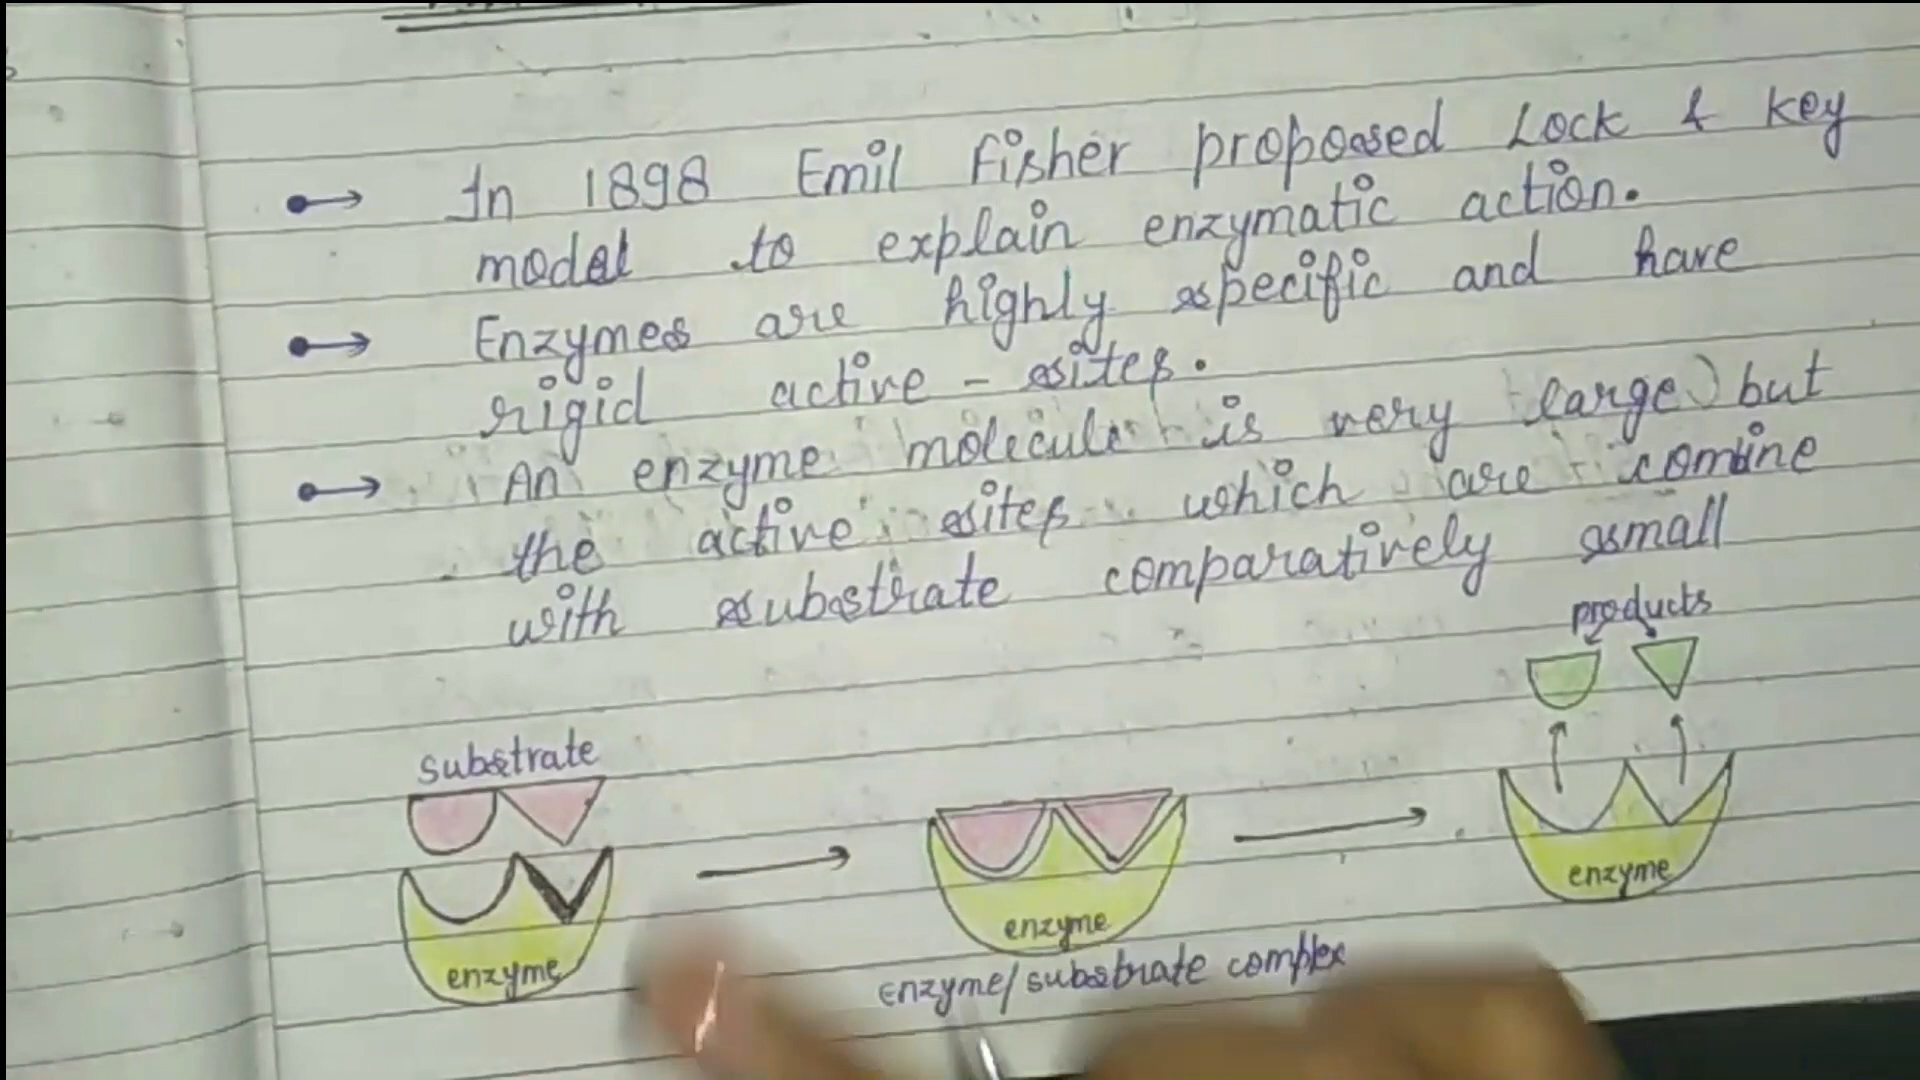 In 1898 Emil Fisher proposed Lock & key
model to explain enzymatic action.
Enzymes are highly specific and have
rigid active - sites.
An enzyme molecule is very large but
the active sites which are comine
with substrate comparatively small
products
substrate
enzyme
enzyme
enzyme
enzyme/substrate complex